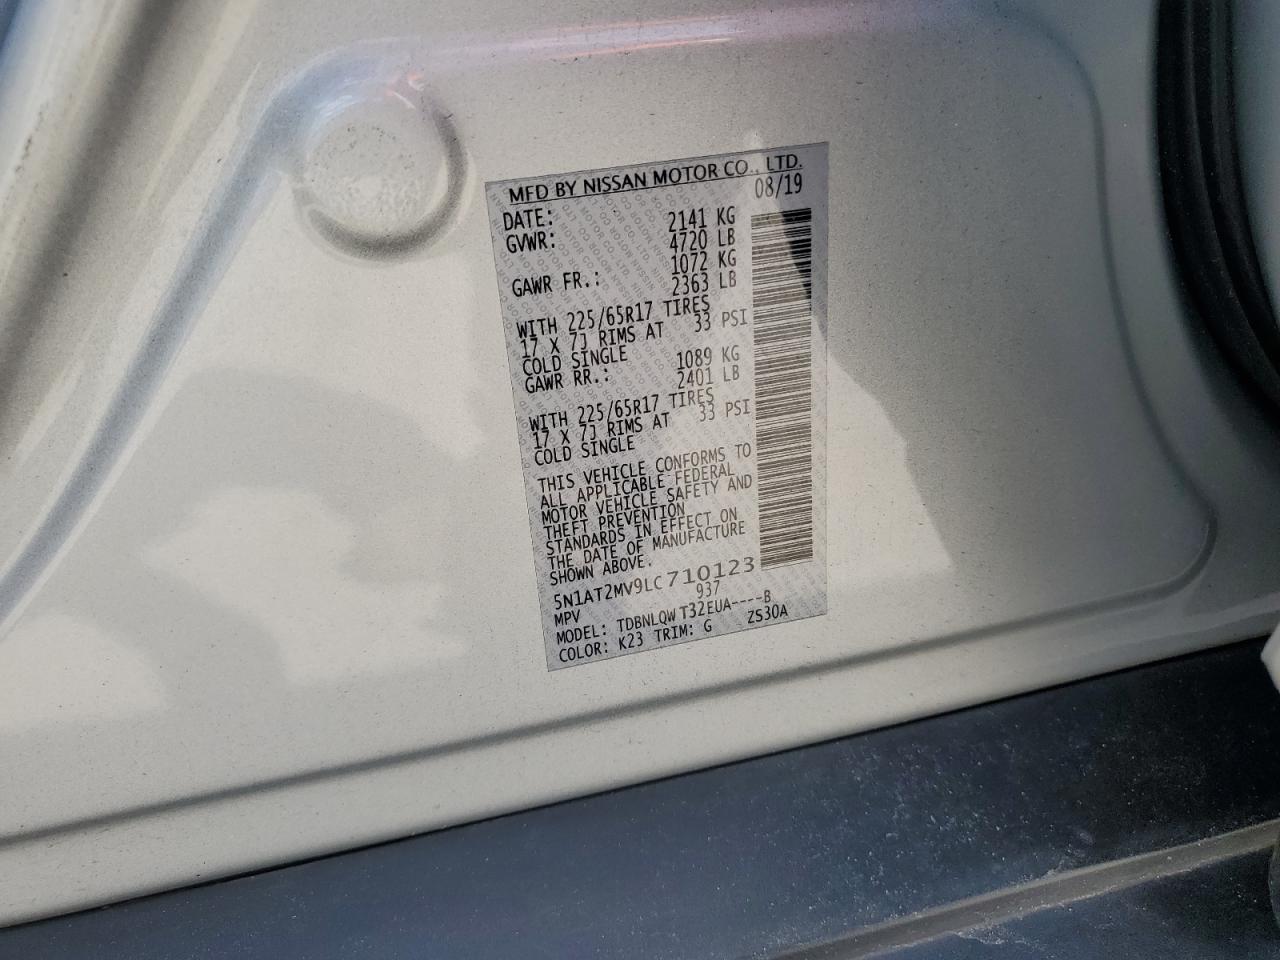 MFD BY NISSAN MOTOR CO., LTD.
DATE: 08/19
GVWR: 2141 KG
4720 LB
GAWR FR.: 1072 KG
2363 LB
WITH 225/65R17 TIRES
17 X 7J RIMS AT 33 PSI
COLD SINGLE
GAWR RR.: 1089 KG
2401 LB
WITH 225/65R17 TIRES
17 X 7J RIMS AT 33 PSI
COLD SINGLE
THIS VEHICLE CONFORMS TO
ALL APPLICABLE FEDERAL
MOTOR VEHICLE SAFETY AND
THEFT PREVENTION
STANDARDS IN EFFECT ON
THE DATE OF MANUFACTURE
SHOWN ABOVE.
5N1AT2MV9LC710123
MPV 937
MODEL: TDBNLQWT32EUA----B
COLOR: K23 TRIM: G ZS30A